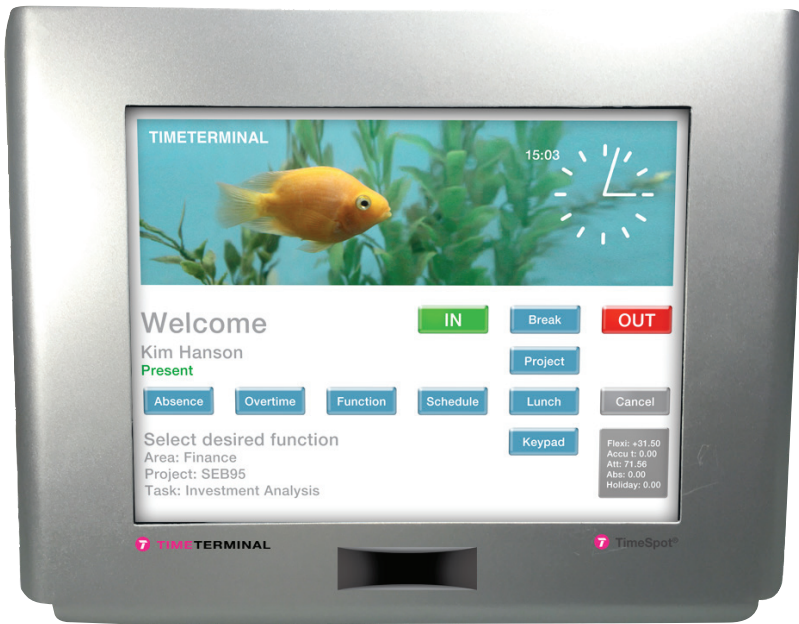 TIMETERMINAL
15:03
Welcome
Kim Hanson
Present
IN
Break
OUT
Project
Absence
Overtime
Function
Schedule
Lunch
Cancel
Keypad
Select desired function
Area: Finance
Project: SEB95
Task: Investment Analysis
Flexi: +31.50
Accu t: 0.00
Att: 71.56
Abs: 0.00
Holiday: 0.00
T TIMETERMINAL
T TimeSpot®